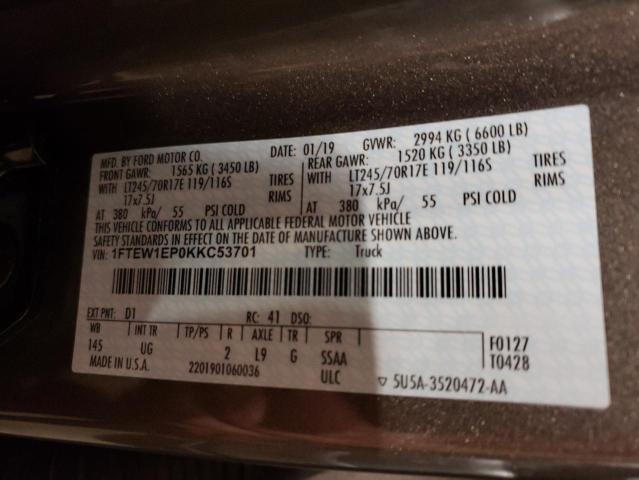 MFD. BY FORD MOTOR CO. DATE: 01/19 GVWR: 2994 KG ( 6600 LB)
FRONT GAWR: 1565 KG ( 3450 LB) REAR GAWR: 1520 KG ( 3350 LB)
WITH LT245/70R17E 119/116S TIRES WITH LT245/70R17E 119/116S TIRES
17x7.5J RIMS 17x7.5J RIMS
AT 380 kPa/ 55 PSI COLD AT 380 kPa/ 55 PSI COLD
THIS VEHICLE CONFORMS TO ALL APPLICABLE FEDERAL MOTOR VEHICLE
SAFETY STANDARDS IN EFFECT ON THE DATE OF MANUFACTURE SHOWN ABOVE.
VIN: 1FTEW1EP0KKC53701 TYPE: Truck
EXT PNT: D1 RC: 41 DSO:
WB INT TR TP/PS R AXLE TR SPR F0127
145 UG 2 L9 G SSAA T0428
MADE IN U.S.A. 2201901060036 ULC ▽ 5U5A-3520472-AA